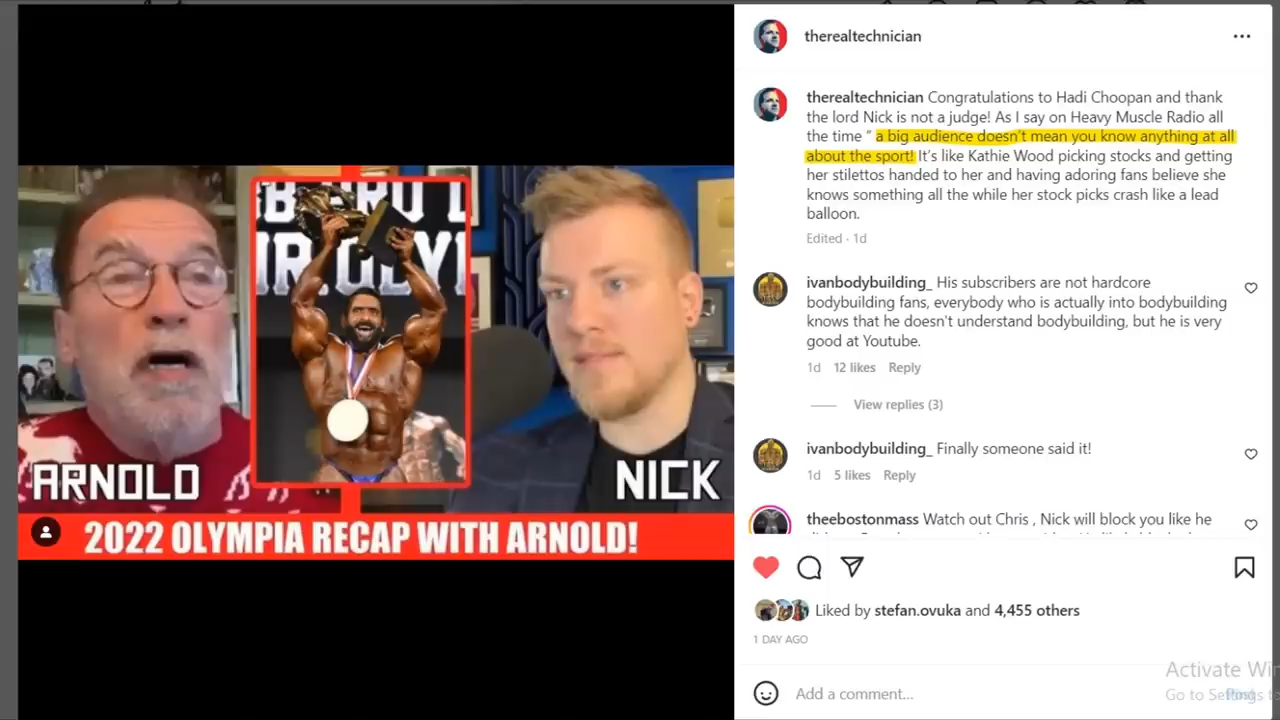 therealtechnician
therealtechnician Congratulations to Hadi Choopan and thank
the lord Nick is not a judge! As I say on Heavy Muscle Radio all
the time “ a big audience doesn’t mean you know anything at all
about the sport! It’s like Kathie Wood picking stocks and getting
her stilettos handed to her and having adoring fans believe she
knows something all the while her stock picks crash like a lead
balloon.
Edited · 1d
ivanbodybuilding_ His subscribers are not hardcore
bodybuilding fans, everybody who is actually into bodybuilding
knows that he doesn't understand bodybuilding, but he is very
good at Youtube.
1d 12 likes Reply
View replies (3)
ivanbodybuilding_ Finally someone said it!
1d 5 likes Reply
theebostonmass Watch out Chris , Nick will block you like he
Liked by stefan.ovuka and 4,455 others
1 DAY AGO
Add a comment...
Activate Win
Go to Settings to
Post
ARNOLD
NICK
2022 OLYMPIA RECAP WITH ARNOLD!